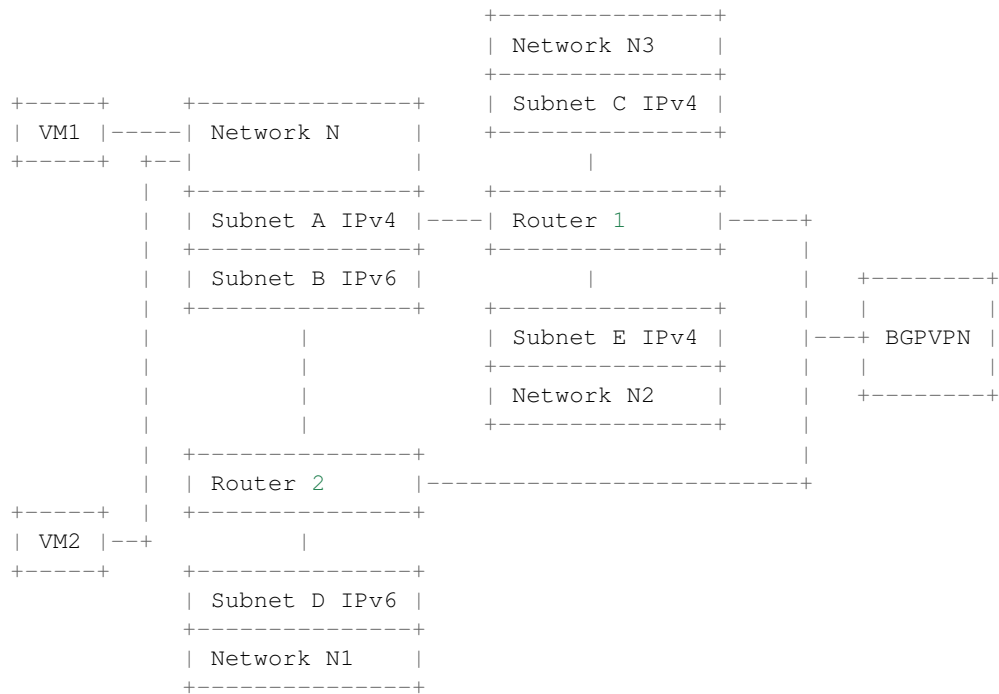 Network N3
Subnet C IPv4
VM1
Network N
Subnet A IPv4
Router 1
Subnet B IPv6
Subnet E IPv4
BGPVPN
Network N2
Router 2
VM2
Subnet D IPv6
Network N1